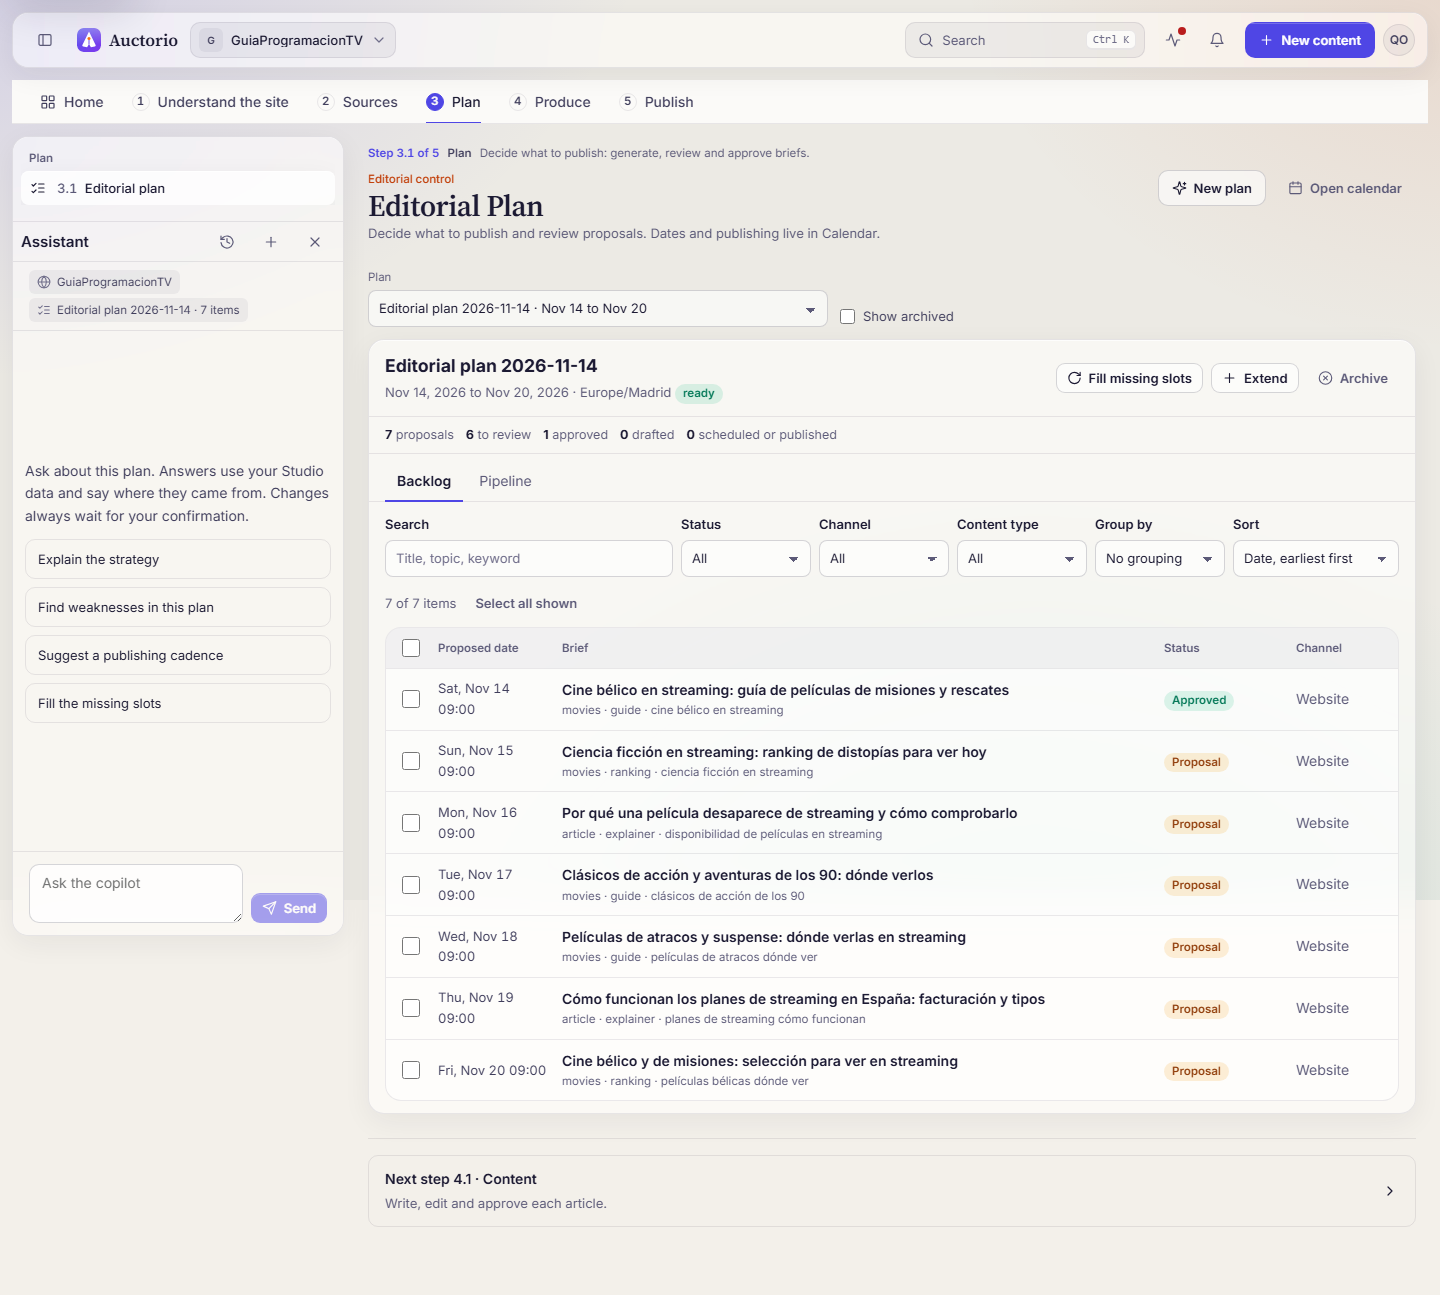 Auctorio
G GuiaProgramacionTV
Search Ctrl K
New content
QO
Home
1 Understand the site
2 Sources
3 Plan
4 Produce
5 Publish
Plan
3.1 Editorial plan
Assistant
GuiaProgramacionTV
Editorial plan 2026-11-14 · 7 items
Ask about this plan. Answers use your Studio
data and say where they came from. Changes
always wait for your confirmation.
Explain the strategy
Find weaknesses in this plan
Suggest a publishing cadence
Fill the missing slots
Ask the copilot
Send
Step 3.1 of 5 Plan Decide what to publish: generate, review and approve briefs.
Editorial control
Editorial Plan
Decide what to publish and review proposals. Dates and publishing live in Calendar.
New plan
Open calendar
Plan
Editorial plan 2026-11-14 · Nov 14 to Nov 20
Show archived
Editorial plan 2026-11-14
Nov 14, 2026 to Nov 20, 2026 · Europe/Madrid ready
Fill missing slots
Extend
Archive
7 proposals 6 to review 1 approved 0 drafted 0 scheduled or published
Backlog Pipeline
Search Status Channel Content type Group by Sort
Title, topic, keyword All All All No grouping Date, earliest first
7 of 7 items Select all shown
Proposed date Brief Status Channel
Sat, Nov 14
09:00
Cine bélico en streaming: guía de películas de misiones y rescates
movies · guide · cine bélico en streaming
Approved Website
Sun, Nov 15
09:00
Ciencia ficción en streaming: ranking de distopías para ver hoy
movies · ranking · ciencia ficción en streaming
Proposal Website
Mon, Nov 16
09:00
Por qué una película desaparece de streaming y cómo comprobarlo
article · explainer · disponibilidad de películas en streaming
Proposal Website
Tue, Nov 17
09:00
Clásicos de acción y aventuras de los 90: dónde verlos
movies · guide · clásicos de acción de los 90
Proposal Website
Wed, Nov 18
09:00
Películas de atracos y suspense: dónde verlas en streaming
movies · guide · películas de atracos dónde ver
Proposal Website
Thu, Nov 19
09:00
Cómo funcionan los planes de streaming en España: facturación y tipos
article · explainer · planes de streaming cómo funcionan
Proposal Website
Fri, Nov 20 09:00
Cine bélico y de misiones: selección para ver en streaming
movies · ranking · películas bélicas dónde ver
Proposal Website
Next step 4.1 · Content
Write, edit and approve each article.